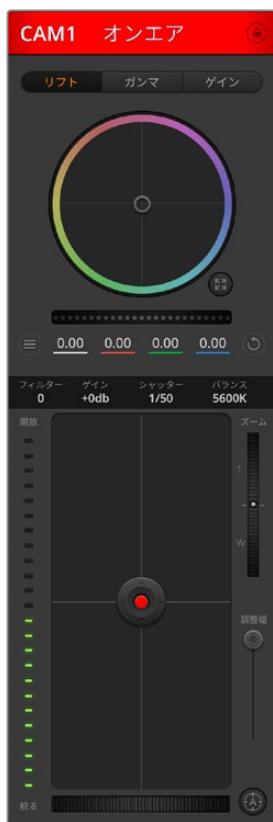 CAM1 オンエア
リフト ガンマ ゲイン
0.00 0.00 0.00 0.00
フィルター ゲイン シャッター バランス
0 +0db 1/50 5600K
開放 ズーム
T
W
調整幅
絞る A